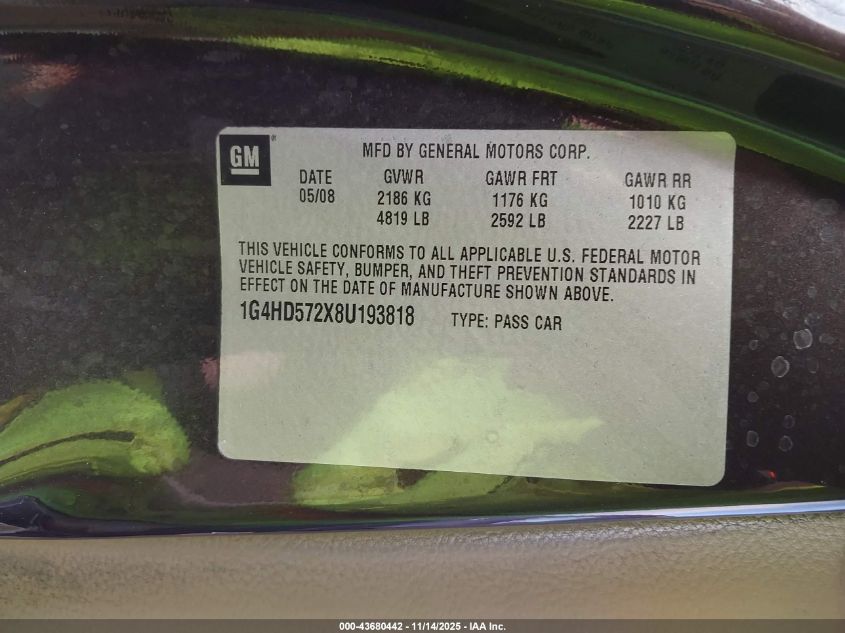 GM
MFD BY GENERAL MOTORS CORP.
DATE GVWR GAWR FRT GAWR RR
05/08 2186 KG 1176 KG 1010 KG
4819 LB 2592 LB 2227 LB
THIS VEHICLE CONFORMS TO ALL APPLICABLE U.S. FEDERAL MOTOR
VEHICLE SAFETY, BUMPER, AND THEFT PREVENTION STANDARDS IN
EFFECT ON THE DATE OF MANUFACTURE SHOWN ABOVE.
1G4HD572X8U193818 TYPE: PASS CAR
000-43680442 - 11/14/2025 - IAA Inc.